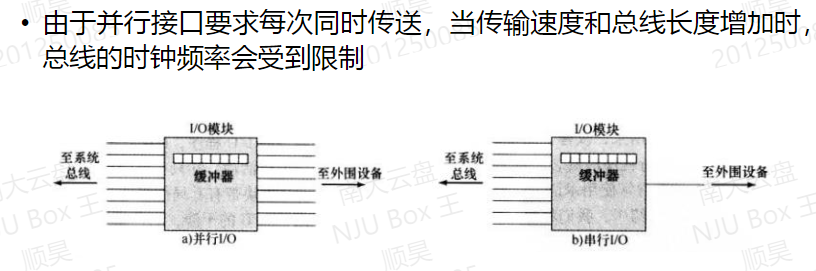 • 由于并行接口要求每次同时传送，当传输速度和总线长度增加时，
总线的时钟频率会受到限制
I/O模块
至系统
总线
缓冲器
至外围设备
a)并行I/O
I/O模块
至系统
总线
缓冲器
至外围设备
b)串行I/O
南大云盘
NJU Box 王
顺昊
20125008